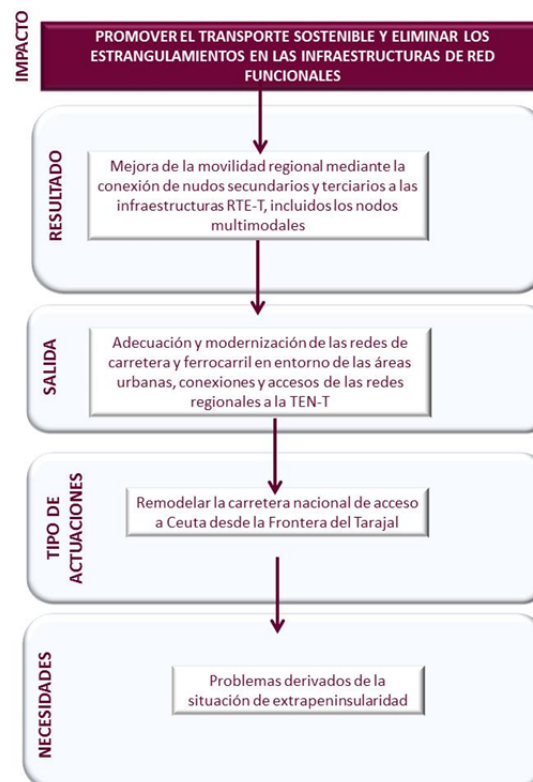 IMPACTO
PROMOVER EL TRANSPORTE SOSTENIBLE Y ELIMINAR LOS
ESTRANGULAMIENTOS EN LAS INFRAESTRUCTURAS DE RED
FUNCIONALES
RESULTADO
Mejora de la movilidad regional mediante la
conexión de nudos secundarios y terciarios a las
infraestructuras RTE-T, incluidos los nodos
multimodales
SALIDA
Adecuación y modernización de las redes de
carretera y ferrocarril en entorno de las áreas
urbanas, conexiones y accesos de las redes
regionales a la TEN-T
TIPO DE
ACTUACIONES
Remodelar la carretera nacional de acceso
a Ceuta desde la Frontera del Tarajal
NECESIDADES
Problemas derivados de la
situación de extrapeninsularidad